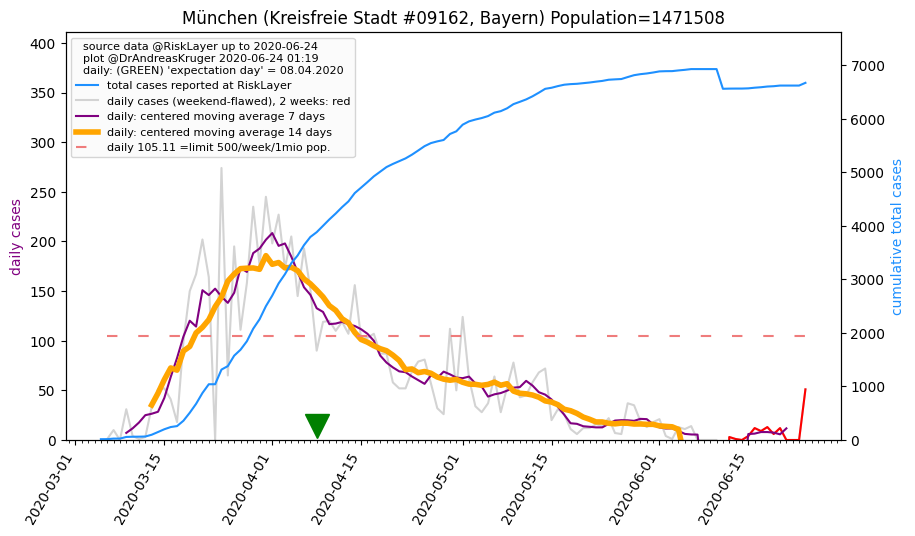 München (Kreisfreie Stadt #09162, Bayern) Population=1471508
source data @RiskLayer up to 2020-06-24
plot @DrAndreasKruger 2020-06-24 01:19
daily: (GREEN) 'expectation day' = 08.04.2020
total cases reported at RiskLayer
daily cases (weekend-flawed), 2 weeks: red
daily: centered moving average 7 days
daily: centered moving average 14 days
daily 105.11 =limit 500/week/1mio pop.
daily cases
400
350
300
250
200
150
100
50
0
cumulative total cases
7000
6000
5000
4000
3000
2000
1000
0
2020-03-01
2020-03-15
2020-04-01
2020-04-15
2020-05-01
2020-05-15
2020-06-01
2020-06-15